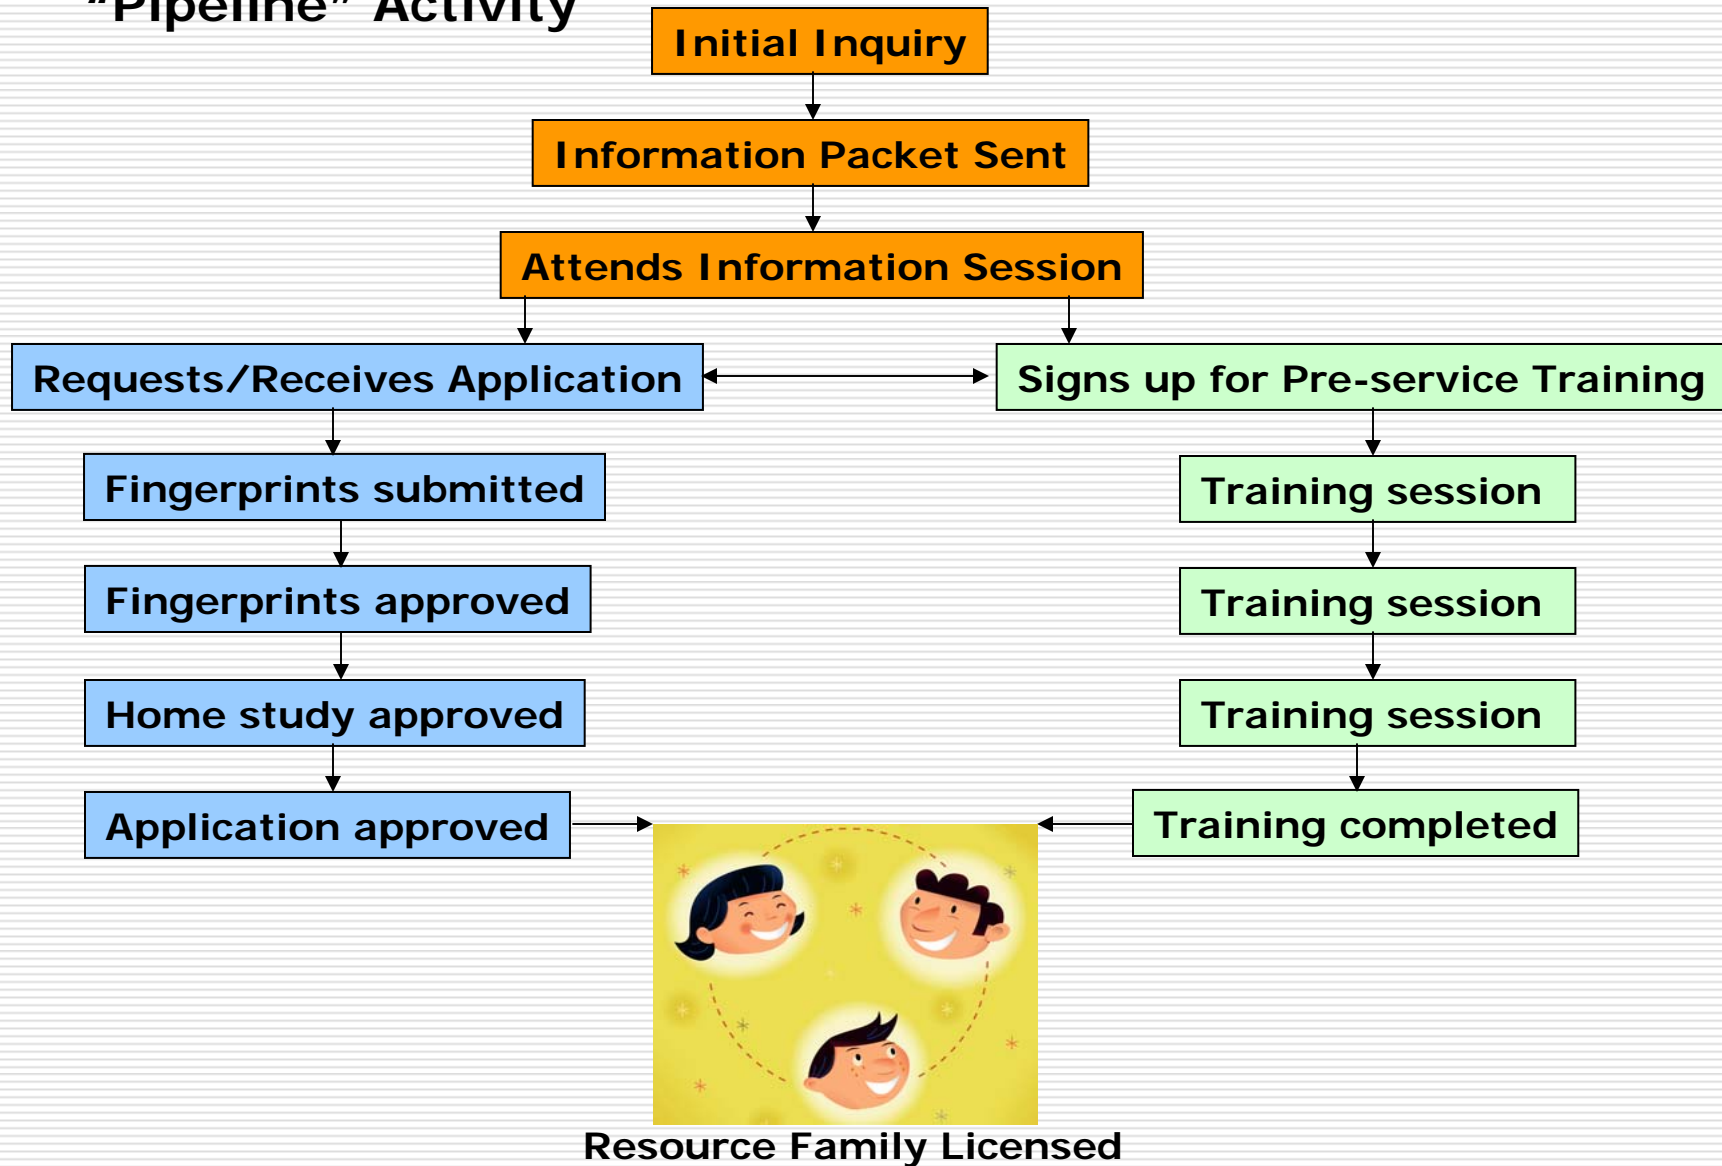 "Pipeline" Activity
Initial Inquiry
Information Packet Sent
Attends Information Session
Requests/Receives Application
Signs up for Pre-service Training
Fingerprints submitted
Training session
Fingerprints approved
Training session
Home study approved
Training session
Application approved
Training completed
Resource Family Licensed